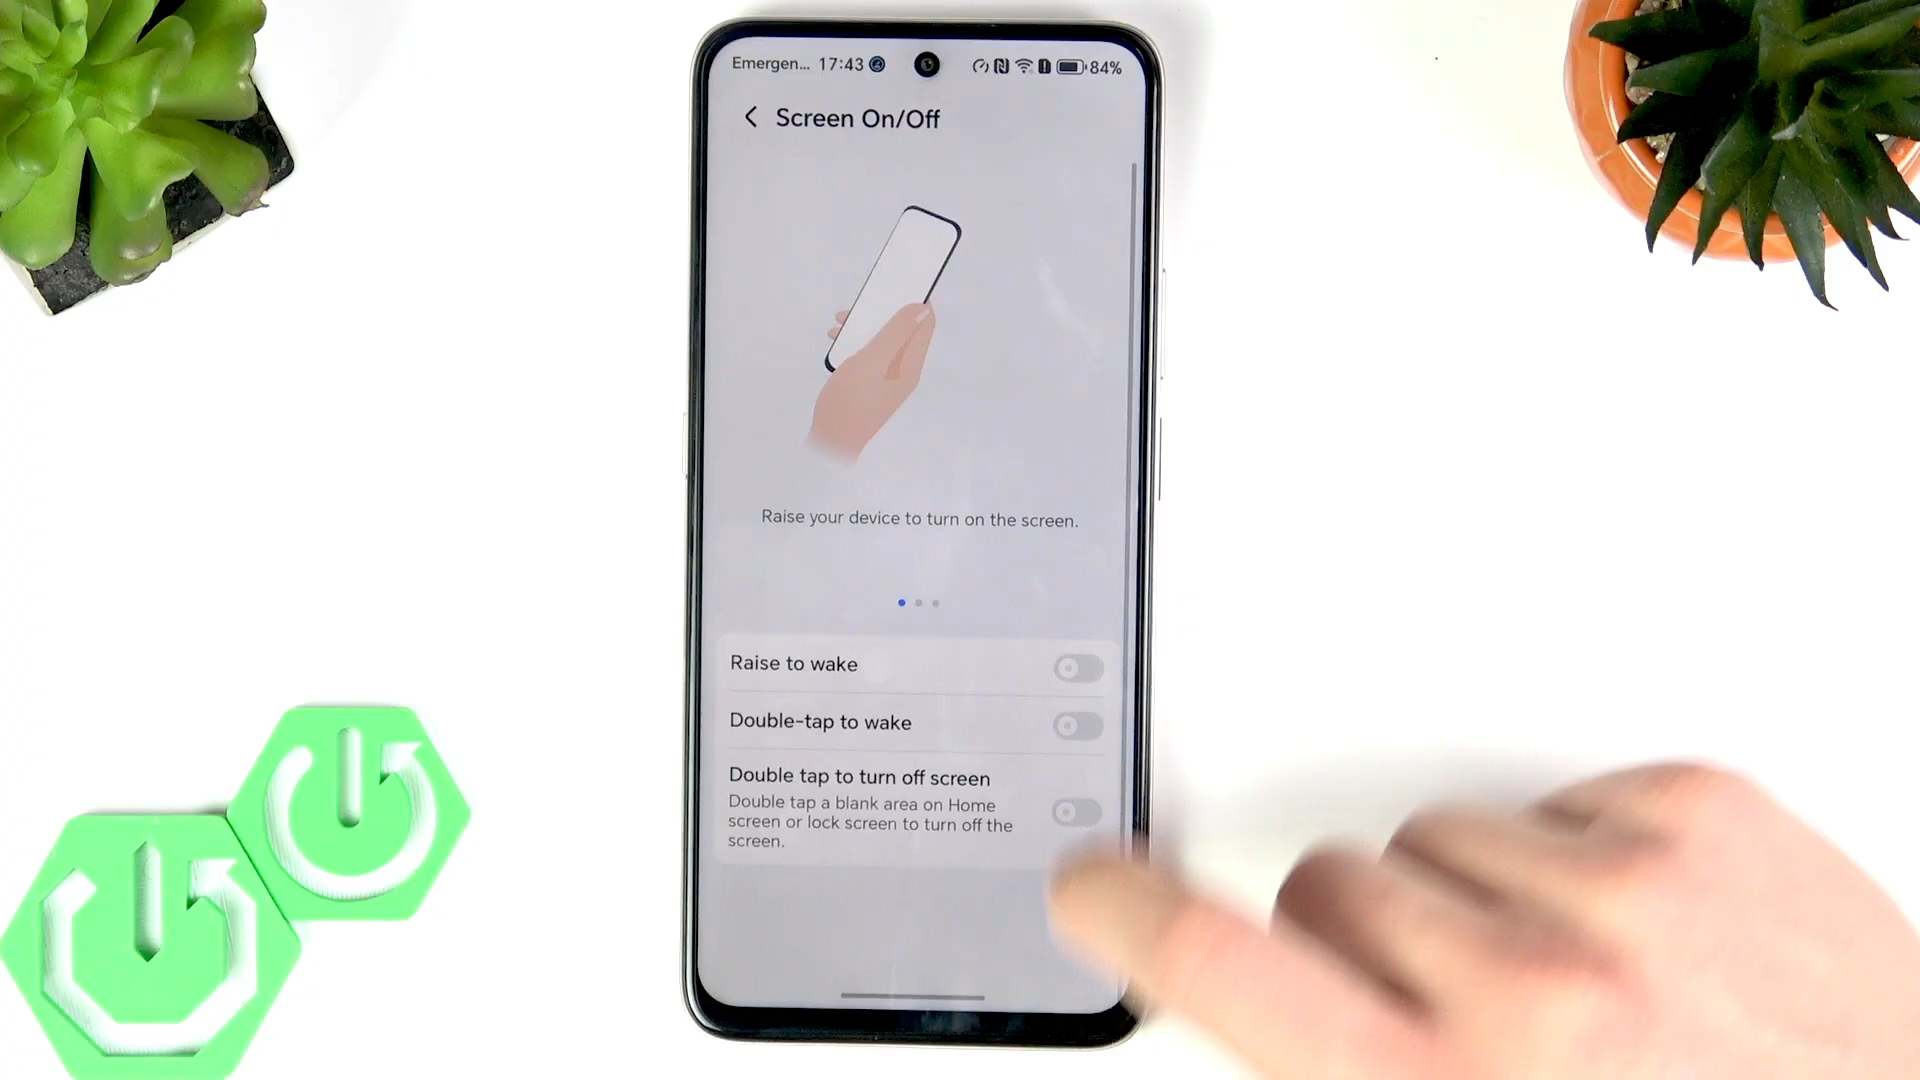 Emergen... 17:43 84%
Screen On/Off
Raise your device to turn on the screen.
Raise to wake
Double-tap to wake
Double tap to turn off screen
Double tap a blank area on Home
screen or lock screen to turn off the
screen.